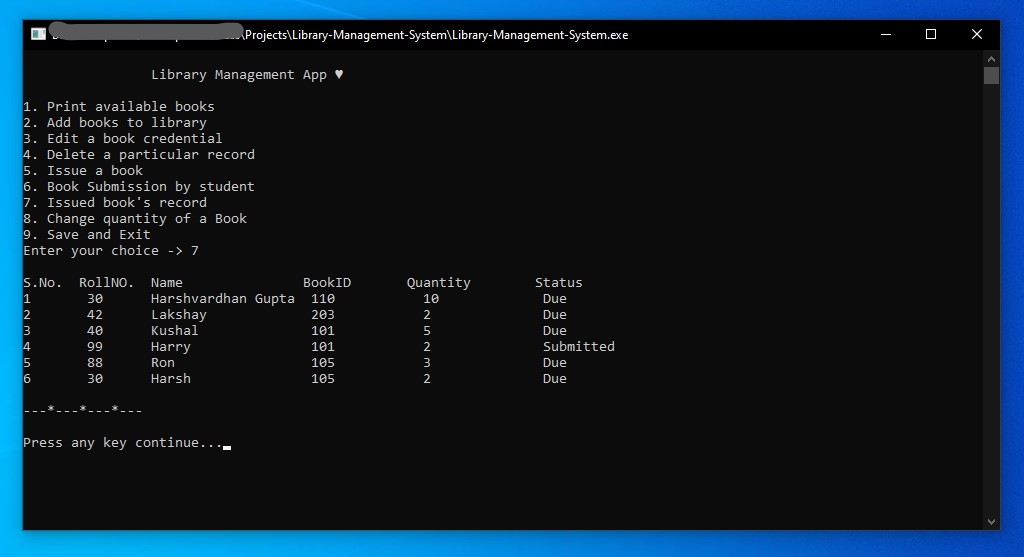 \Projects\Library-Management-System\Library-Management-System.exe
Library Management App ♥
1. Print available books
2. Add books to library
3. Edit a book credential
4. Delete a particular record
5. Issue a book
6. Book Submission by student
7. Issued book's record
8. Change quantity of a Book
9. Save and Exit
Enter your choice -> 7
S.No. RollNO. Name BookID Quantity Status
1 30 Harshvardhan Gupta 110 10 Due
2 42 Lakshay 203 2 Due
3 40 Kushal 101 5 Due
4 99 Harry 101 2 Submitted
5 88 Ron 105 3 Due
6 30 Harsh 105 2 Due
---*---*---*---
Press any key continue...